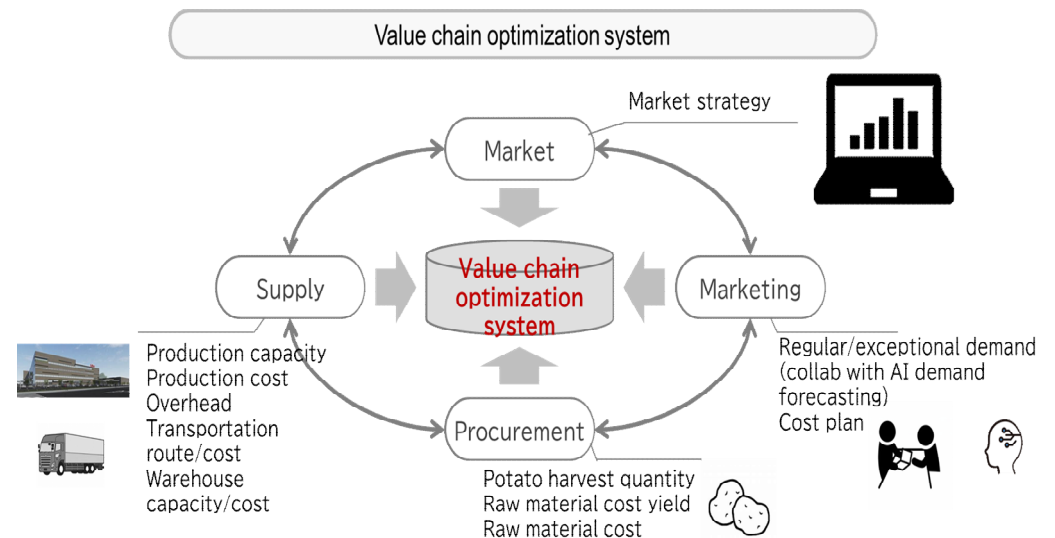 Value chain optimization system
Market strategy
Market
Supply
Value chain
optimization
system
Marketing
Production capacity
Production cost
Overhead
Transportation
route/cost
Warehouse
capacity/cost
Regular/exceptional demand
(collab with AI demand
forecasting)
Cost plan
Procurement
Potato harvest quantity
Raw material cost yield
Raw material cost